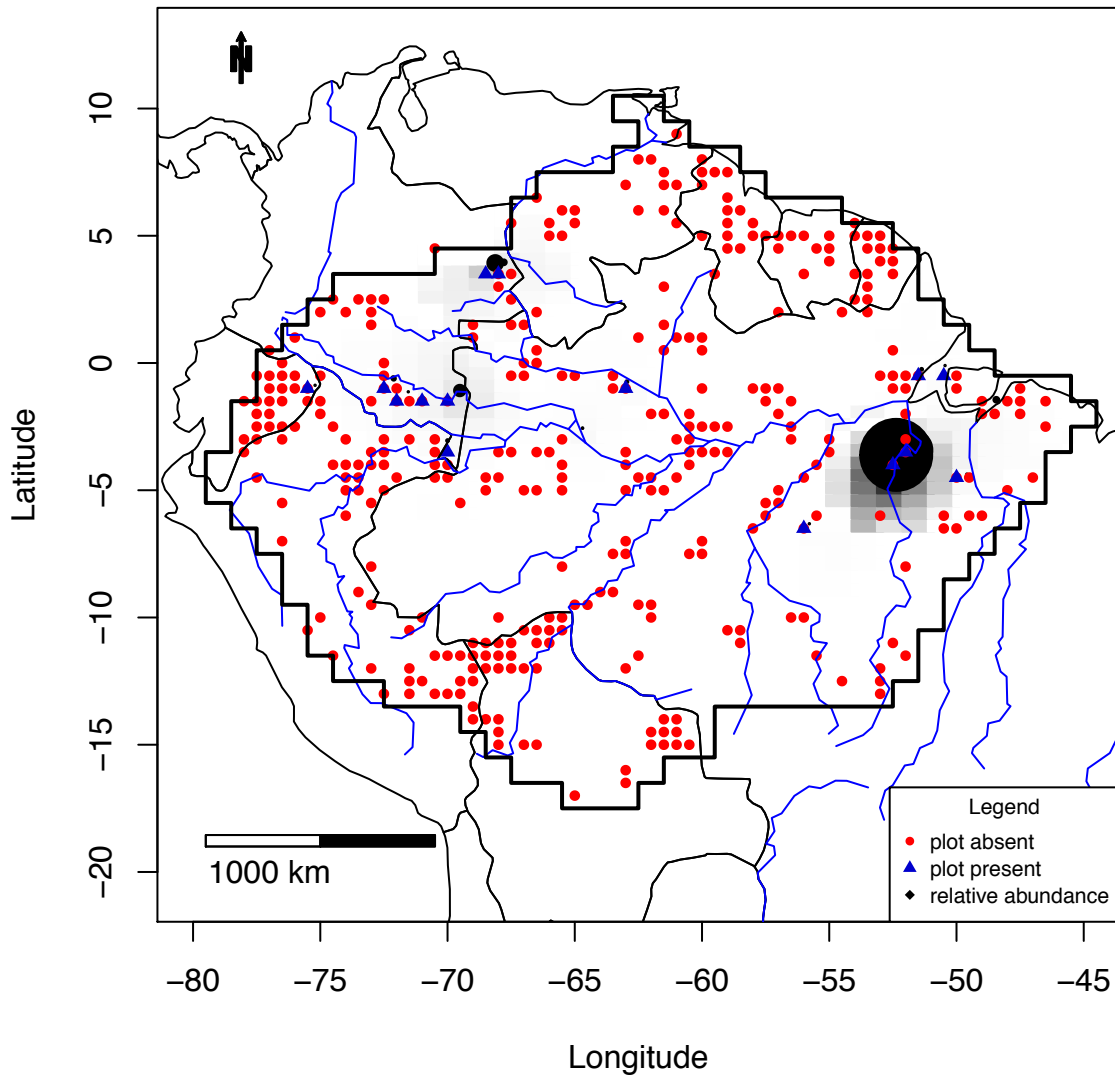 N
10
5
0
−5
−10
−15
−20
Latitude
1000 km
Legend
plot absent
plot present
relative abundance
−80 −75 −70 −65 −60 −55 −50 −45
Longitude